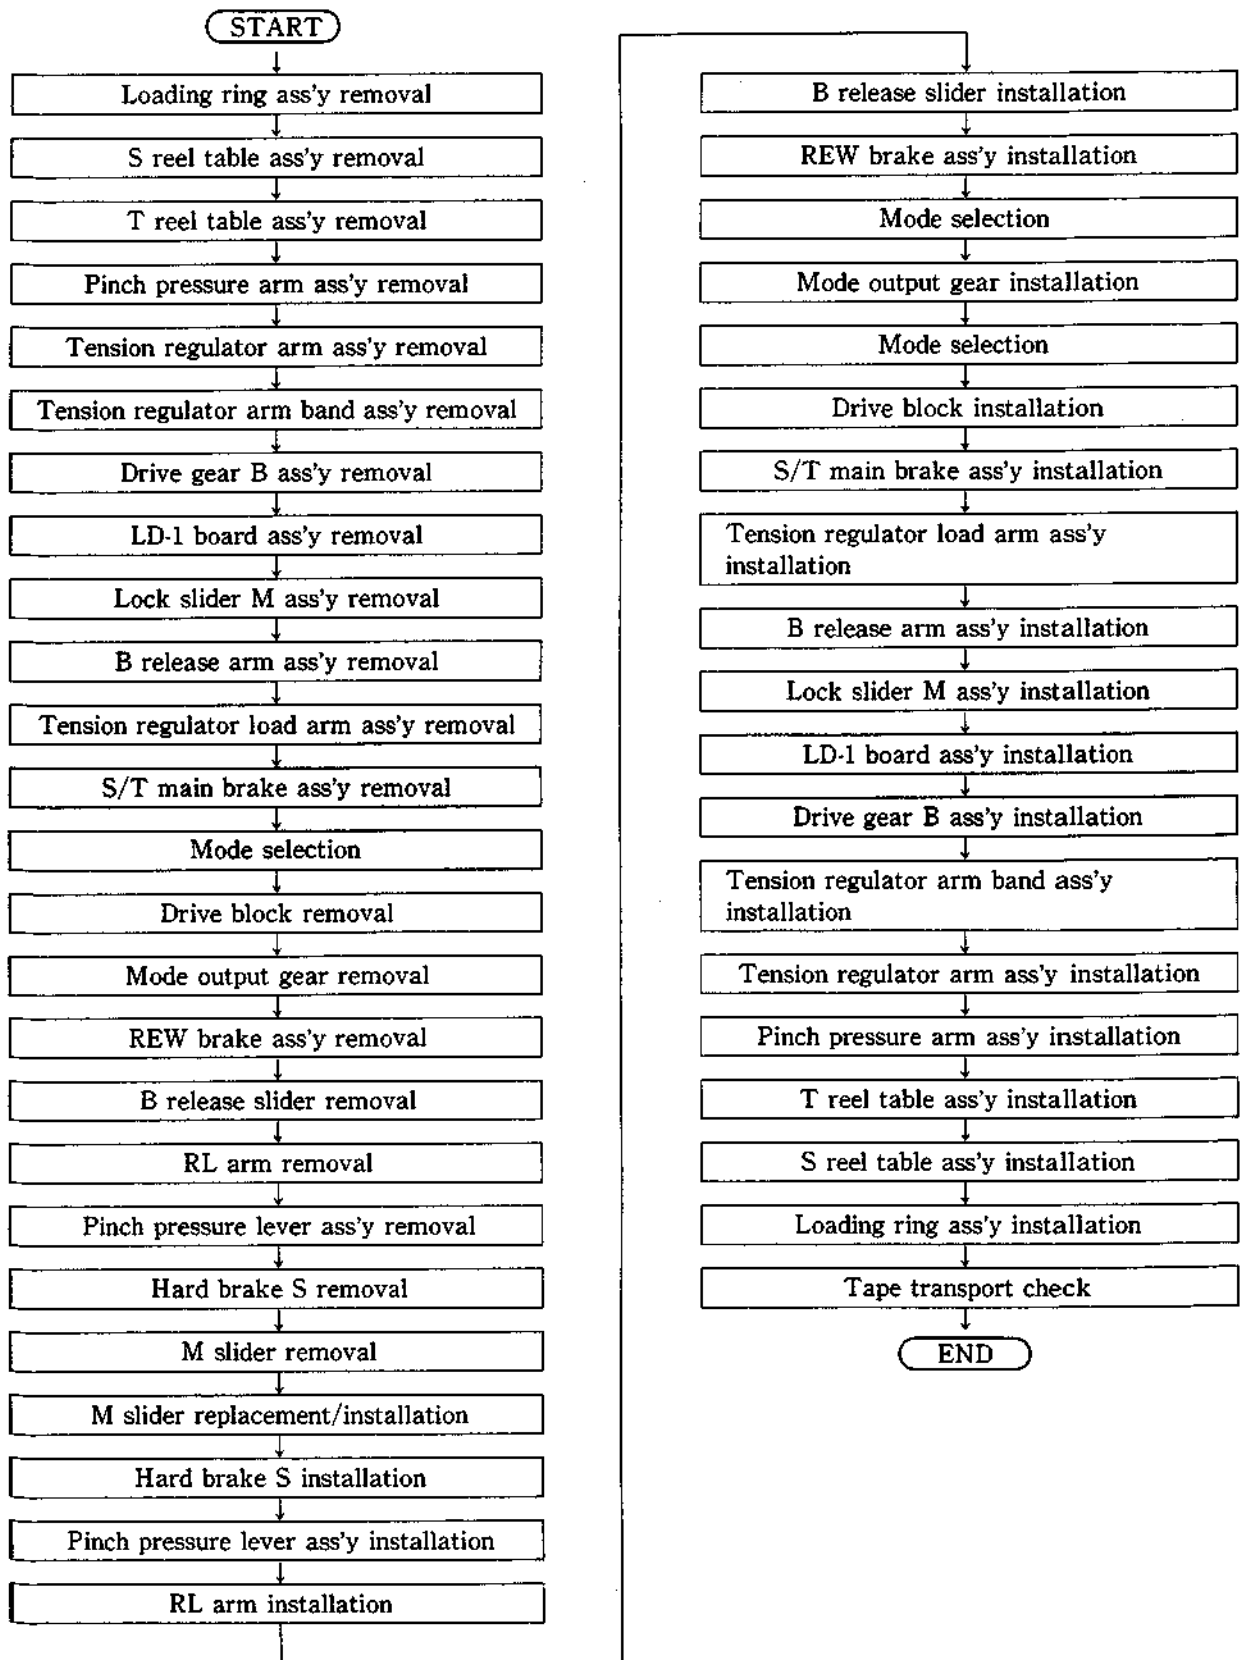 START
Loading ring ass'y removal
S reel table ass'y removal
T reel table ass'y removal
Pinch pressure arm ass'y removal
Tension regulator arm ass'y removal
Tension regulator arm band ass'y removal
Drive gear B ass'y removal
LD-1 board ass'y removal
Lock slider M ass'y removal
B release arm ass'y removal
Tension regulator load arm ass'y removal
S/T main brake ass'y removal
Mode selection
Drive block removal
Mode output gear removal
REW brake ass'y removal
B release slider removal
RL arm removal
Pinch pressure lever ass'y removal
Hard brake S removal
M slider removal
M slider replacement/installation
Hard brake S installation
Pinch pressure lever ass'y installation
RL arm installation
B release slider installation
REW brake ass'y installation
Mode selection
Mode output gear installation
Mode selection
Drive block installation
S/T main brake ass'y installation
Tension regulator load arm ass'y
installation
B release arm ass'y installation
Lock slider M ass'y installation
LD-1 board ass'y installation
Drive gear B ass'y installation
Tension regulator arm band ass'y
installation
Tension regulator arm ass'y installation
Pinch pressure arm ass'y installation
T reel table ass'y installation
S reel table ass'y installation
Loading ring ass'y installation
Tape transport check
END